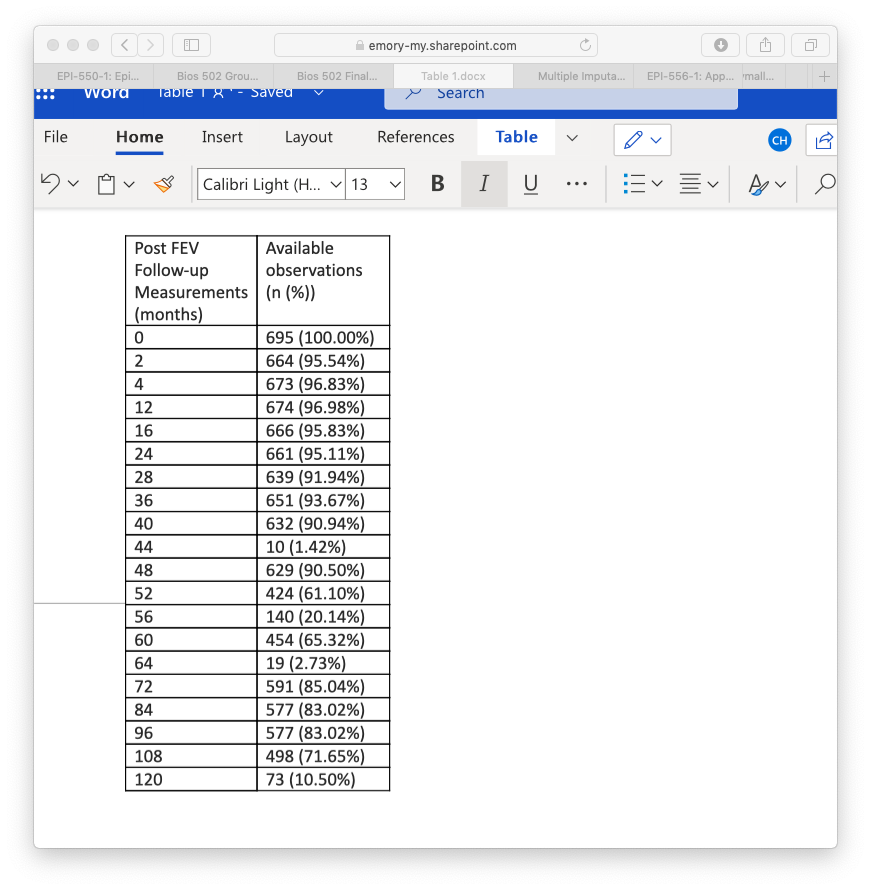 emory-my.sharepoint.com
EPI-550-1: Epi... Bios 502 Grou... Bios 502 Final... Table 1.docx Multiple Imputa... EPI-556-1: App... mall...
Word Table 1 - Saved Search
File Home Insert Layout References Table CH
Calibri Light (H... 13 B I U ...
Post FEV Available
Follow-up observations
Measurements (n (%))
(months)
0 695 (100.00%)
2 664 (95.54%)
4 673 (96.83%)
12 674 (96.98%)
16 666 (95.83%)
24 661 (95.11%)
28 639 (91.94%)
36 651 (93.67%)
40 632 (90.94%)
44 10 (1.42%)
48 629 (90.50%)
52 424 (61.10%)
56 140 (20.14%)
60 454 (65.32%)
64 19 (2.73%)
72 591 (85.04%)
84 577 (83.02%)
96 577 (83.02%)
108 498 (71.65%)
120 73 (10.50%)